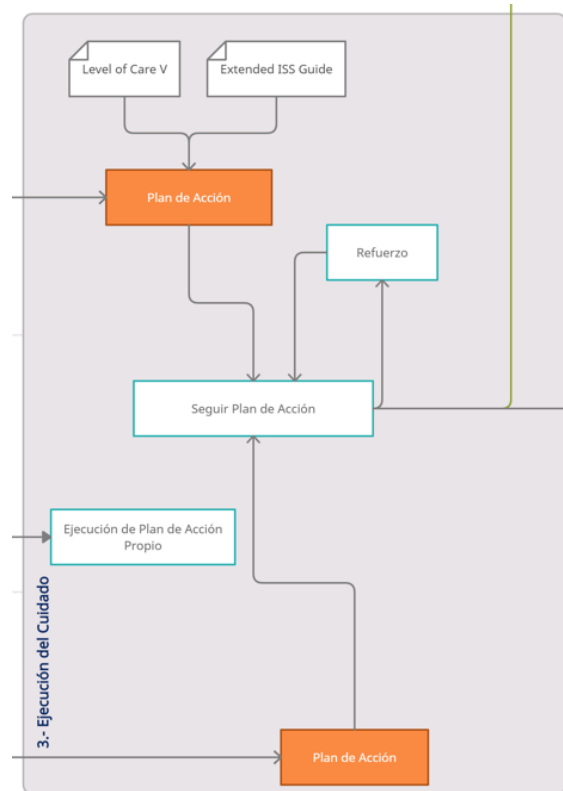 Level of Care V
Extended ISS Guide
Plan de Acción
Refuerzo
Seguir Plan de Acción
Ejecución de Plan de Acción
Propio
3.- Ejecución del Cuidado
Plan de Acción